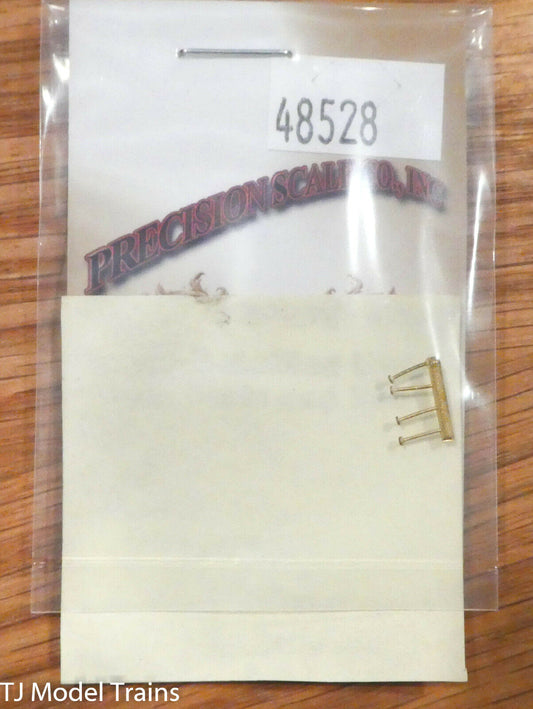 48528
PRECISION SCALE CO., INC.
TJ Model Trains